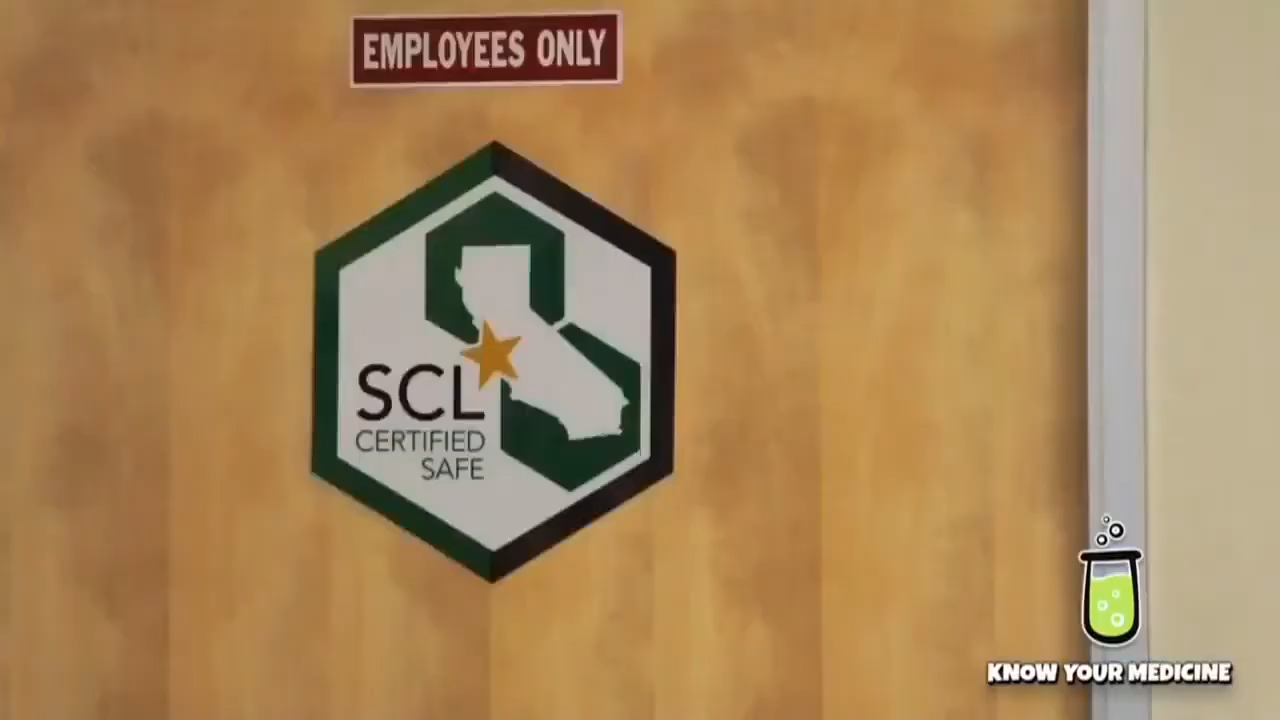 EMPLOYEES ONLY
SCL
CERTIFIED
SAFE
KNOW YOUR MEDICINE